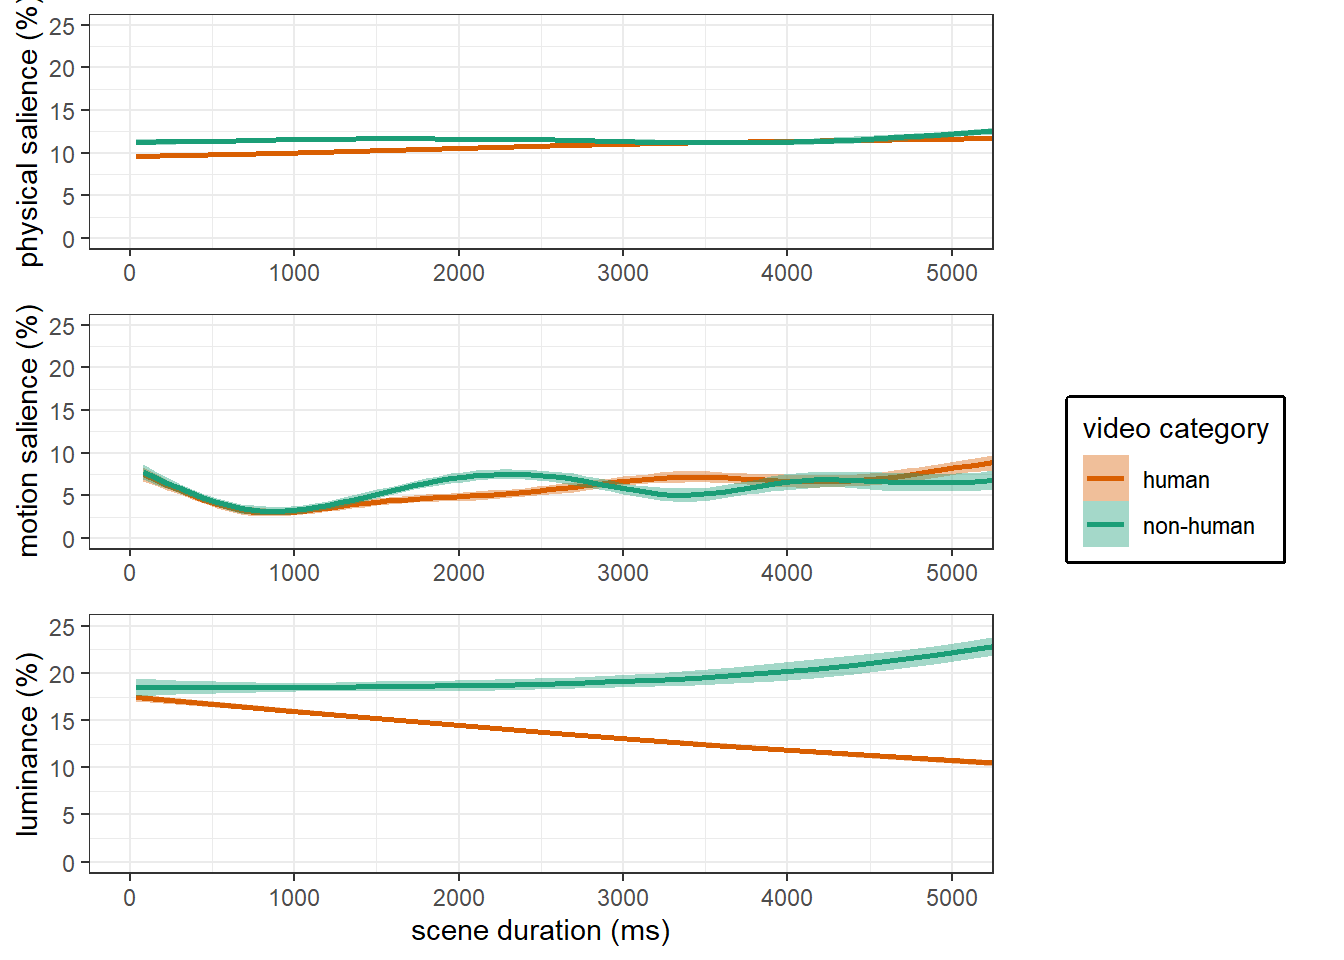 physical salience (%)
25
20
15
10
5
0
0 1000 2000 3000 4000 5000
motion salience (%)
25
20
15
10
5
0
0 1000 2000 3000 4000 5000
video category
human
non-human
luminance (%)
25
20
15
10
5
0
0 1000 2000 3000 4000 5000
scene duration (ms)